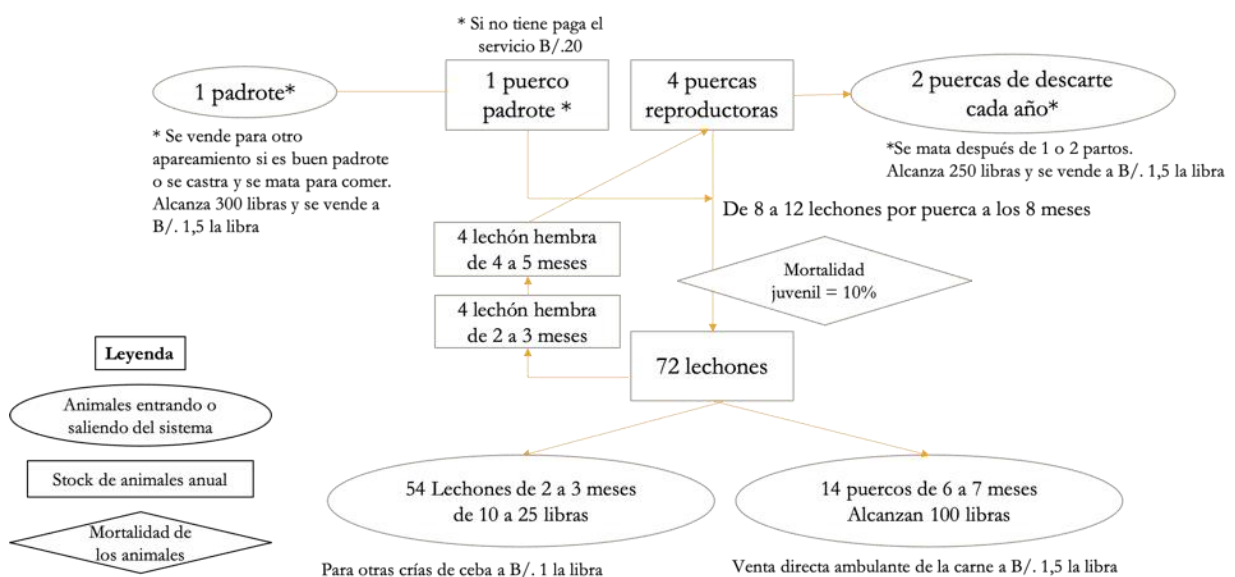 * Si no tiene paga el
servicio B/.20
1 padrote*
1 puerco
padrote *
4 puercas
reproductoras
2 puercas de descarte
cada año*
* Se vende para otro
apareamiento si es buen padrote
o se castra y se mata para comer.
Alcanza 300 libras y se vende a
B/. 1,5 la libra
*Se mata después de 1 o 2 partos.
Alcanza 250 libras y se vende a B/. 1,5 la libra
De 8 a 12 lechones por puerca a los 8 meses
4 lechón hembra
de 4 a 5 meses
Mortalidad
juvenil = 10%
4 lechón hembra
de 2 a 3 meses
72 lechones
Leyenda
Animales entrando o
saliendo del sistema
Stock de animales anual
Mortalidad de
los animales
54 Lechones de 2 a 3 meses
de 10 a 25 libras
14 puercos de 6 a 7 meses
Alcanzan 100 libras
Para otras crías de ceba a B/. 1 la libra
Venta directa ambulante de la carne a B/. 1,5 la libra